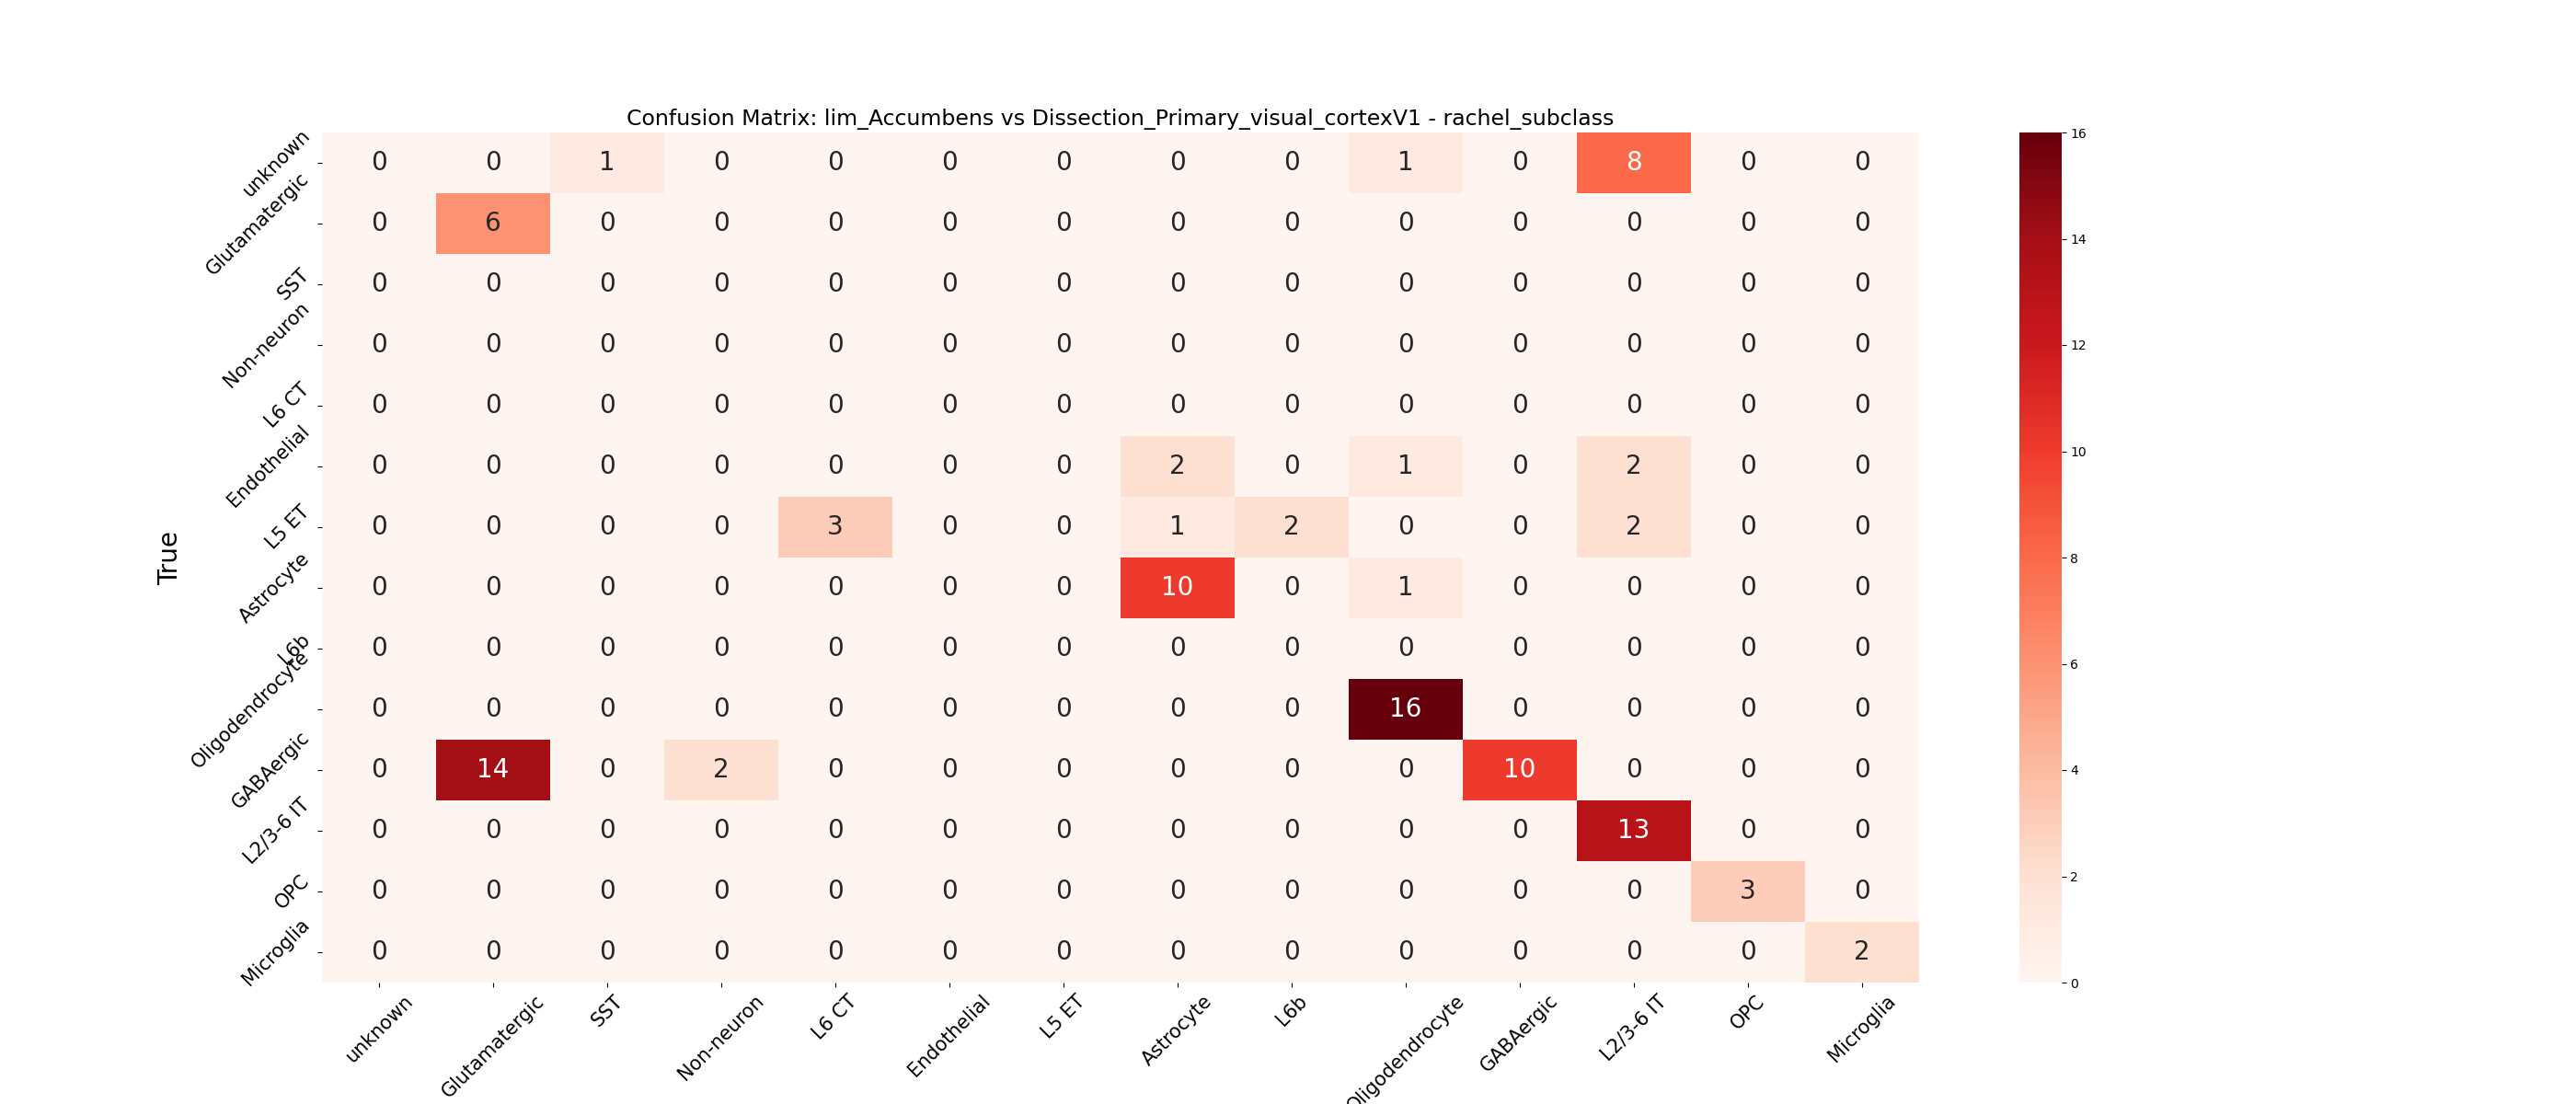 Confusion Matrix: lim_Accumbens vs Dissection_Primary_visual_cortexV1 - rachel_subclass
True
unknown 0 0 1 0 0 0 0 0 0 1 0 8 0 0
Glutamatergic 0 6 0 0 0 0 0 0 0 0 0 0 0 0
SST 0 0 0 0 0 0 0 0 0 0 0 0 0 0
Non-neuron 0 0 0 0 0 0 0 0 0 0 0 0 0 0
L6 CT 0 0 0 0 0 0 0 0 0 0 0 0 0 0
Endothelial 0 0 0 0 0 0 0 2 0 1 0 2 0 0
L5 ET 0 0 0 0 3 0 0 1 2 0 0 2 0 0
Astrocyte 0 0 0 0 0 0 0 10 0 1 0 0 0 0
L6b 0 0 0 0 0 0 0 0 0 0 0 0 0 0
Oligodendrocyte 0 0 0 0 0 0 0 0 0 16 0 0 0 0
GABAergic 0 14 0 2 0 0 0 0 0 0 10 0 0 0
L2/3-6 IT 0 0 0 0 0 0 0 0 0 0 0 13 0 0
OPC 0 0 0 0 0 0 0 0 0 0 0 0 3 0
Microglia 0 0 0 0 0 0 0 0 0 0 0 0 0 2
unknown Glutamatergic SST Non-neuron L6 CT Endothelial L5 ET Astrocyte L6b Oligodendrocyte GABAergic L2/3-6 IT OPC Microglia
16
14
12
10
8
6
4
2
0